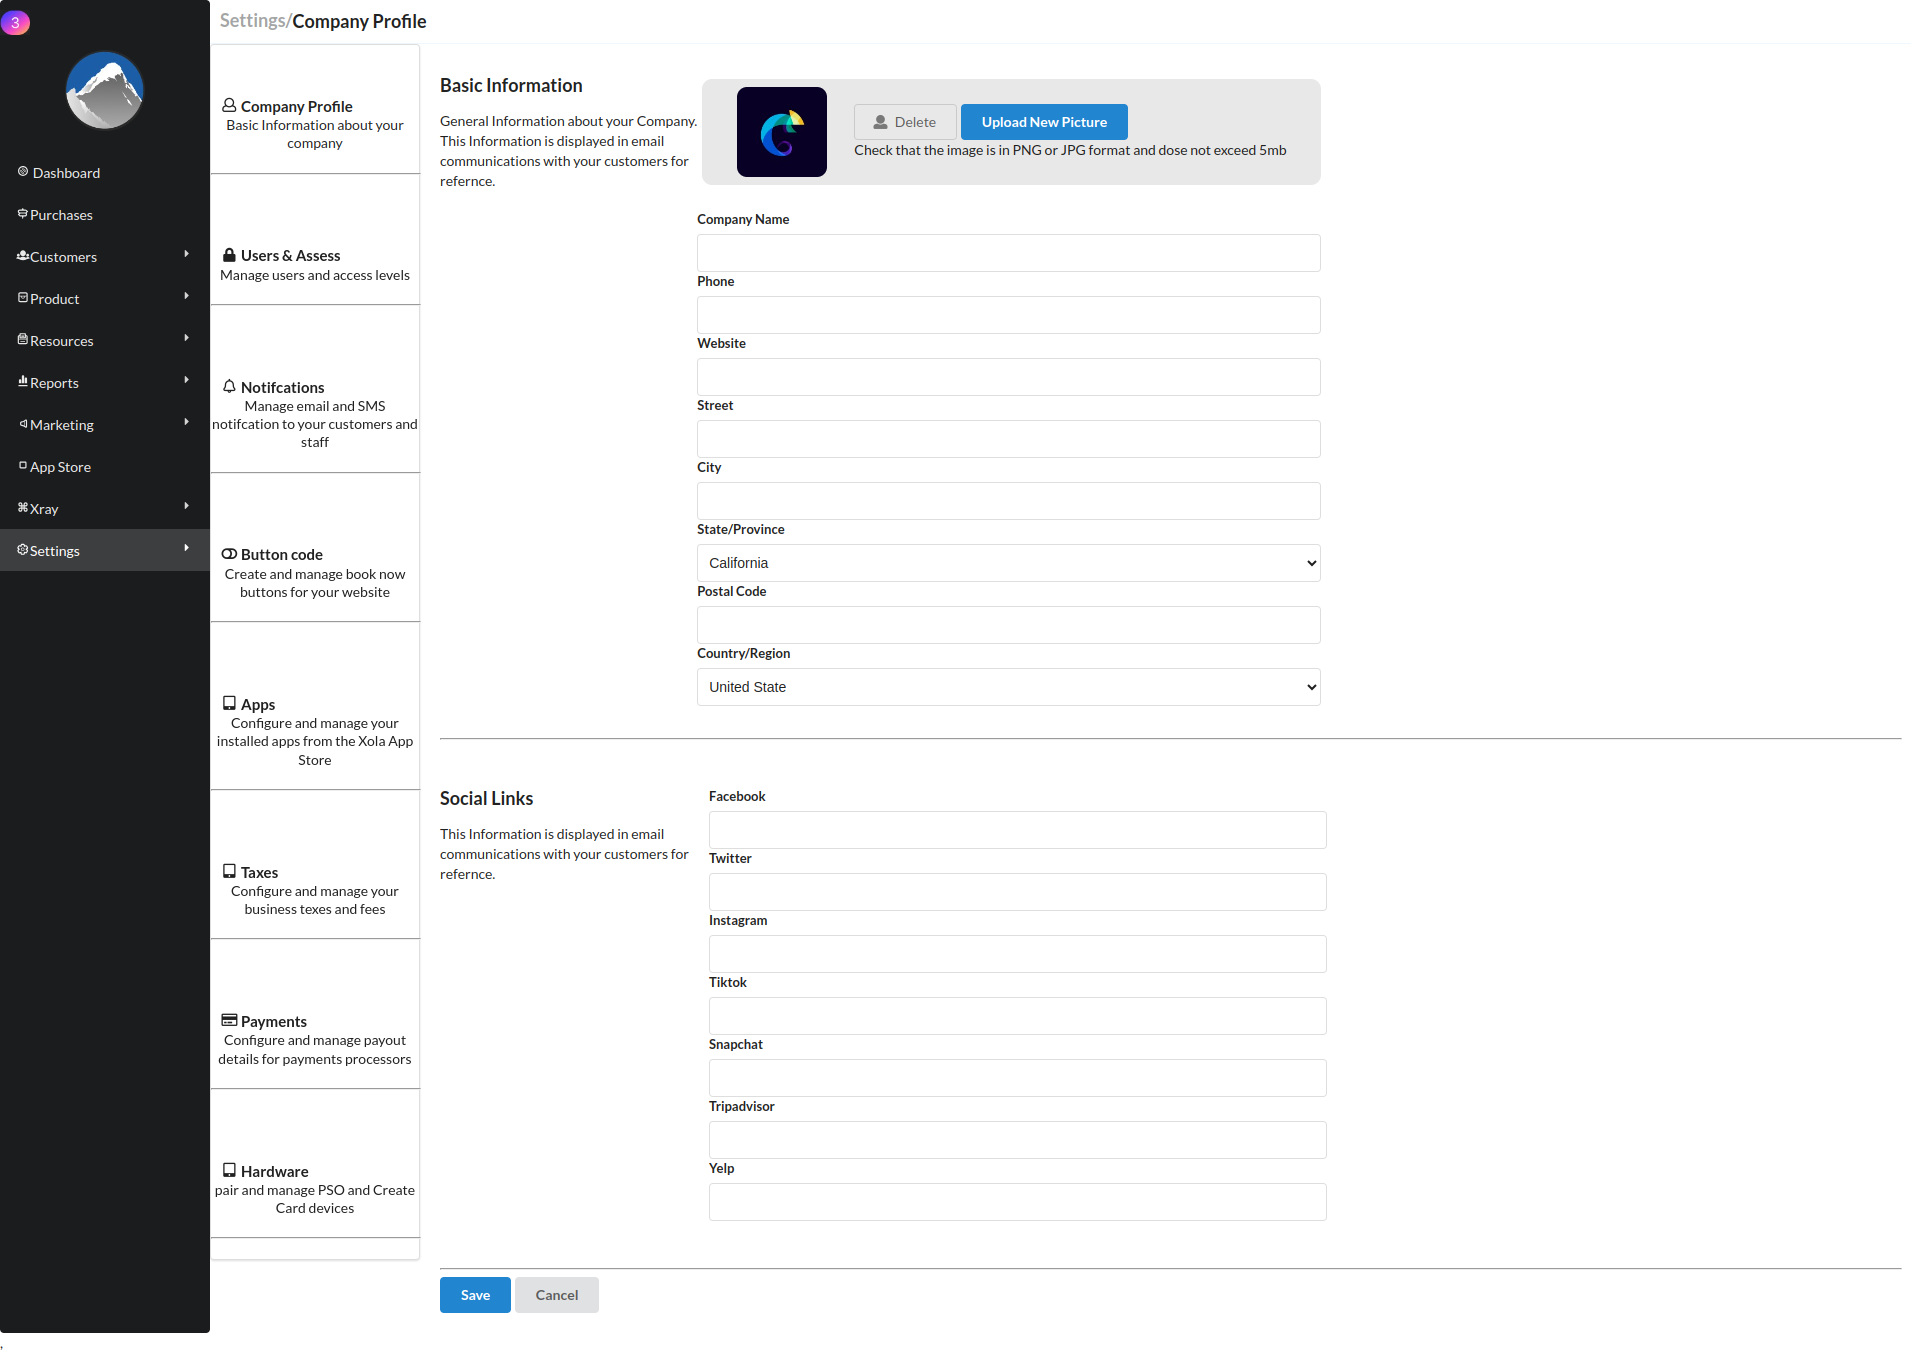 3
Dashboard
Purchases
Customers
Product
Resources
Reports
Marketing
App Store
Xray
Settings
,
Settings/Company Profile
Company Profile
Basic Information about your
company
Users & Assess
Manage users and access levels
Notifcations
Manage email and SMS
notifcation to your customers and
staff
Button code
Create and manage book now
buttons for your website
Apps
Configure and manage your
installed apps from the Xola App
Store
Taxes
Configure and manage your
business texes and fees
Payments
Configure and manage payout
details for payments processors
Hardware
pair and manage PSO and Create
Card devices
Basic Information
General Information about your Company.
This Information is displayed in email
communications with your customers for
refernce.
Delete
Upload New Picture
Check that the image is in PNG or JPG format and dose not exceed 5mb
Company Name
Phone
Website
Street
City
State/Province
California
Postal Code
Country/Region
United State
Social Links
This Information is displayed in email
communications with your customers for
refernce.
Facebook
Twitter
Instagram
Tiktok
Snapchat
Tripadvisor
Yelp
Save
Cancel